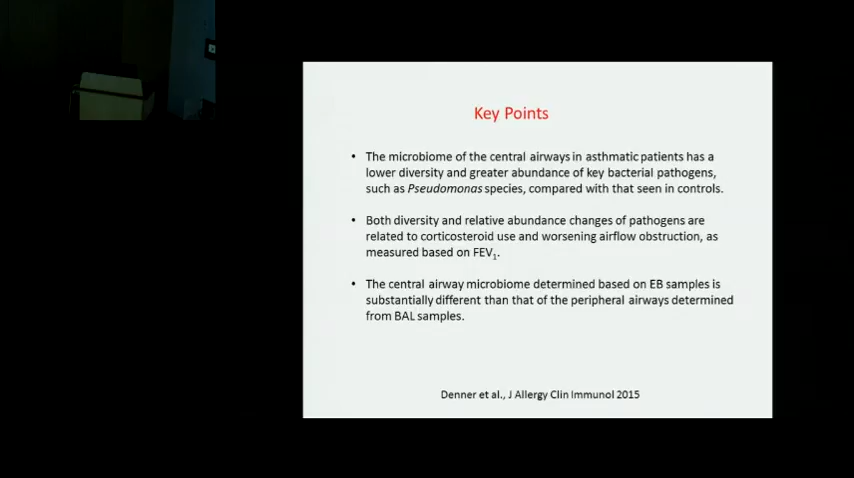 Key Points
• The microbiome of the central airways in asthmatic patients has a
lower diversity and greater abundance of key bacterial pathogens,
such as Pseudomonas species, compared with that seen in controls.
• Both diversity and relative abundance changes of pathogens are
related to corticosteroid use and worsening airflow obstruction, as
measured based on FEV1.
• The central airway microbiome determined based on EB samples is
substantially different than that of the peripheral airways determined
from BAL samples.
Denner et al., J Allergy Clin Immunol 2015